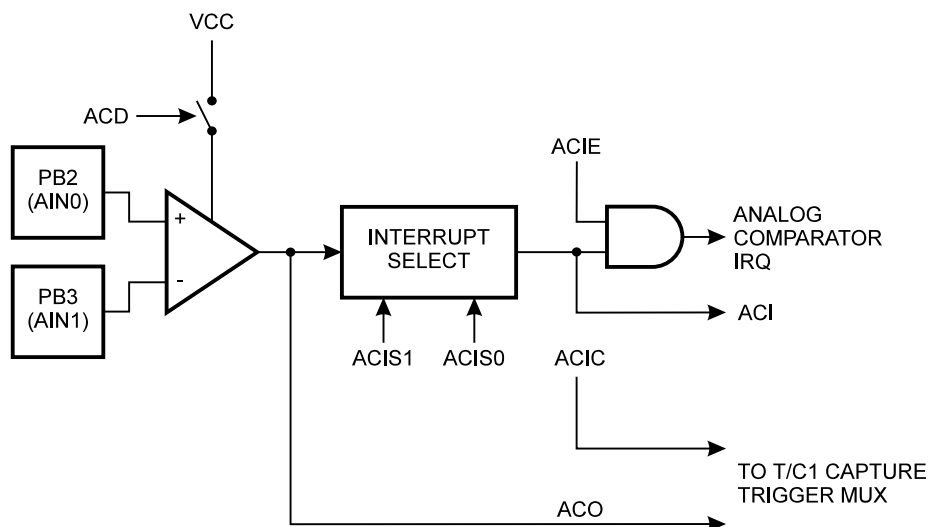 VCC
ACD
PB2
(AIN0)
+
-
PB3
(AIN1)
INTERRUPT
SELECT
ACIS1
ACIS0
ACIE
ANALOG
COMPARATOR
IRQ
ACI
ACIC
TO T/C1 CAPTURE
TRIGGER MUX
ACO